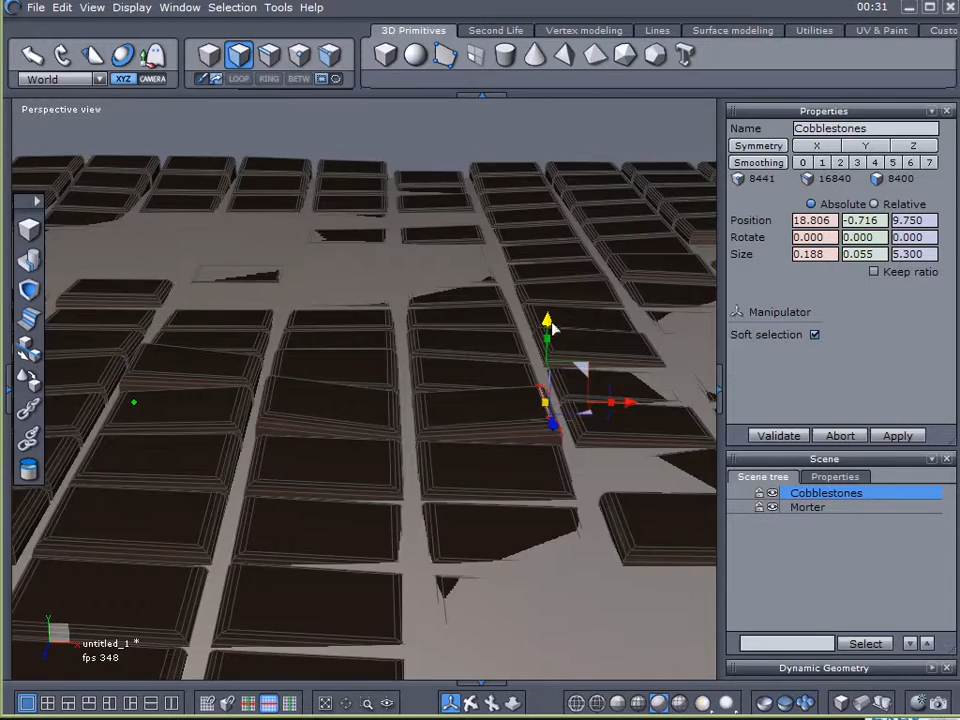 File Edit View Display Window Selection Tools Help 00:31
3D Primitives Second Life Vertex modeling Lines Surface modeling Utilities UV & Paint Custo
World XYZ CAMERA LOOP RING BETW
Perspective view
Properties
Name Cobblestones
Symmetry X Y Z
Smoothing 0 1 2 3 4 5 6 7
8441 16840 8400
Absolute Relative
Position 18.806 -0.716 9.750
Rotate 0.000 0.000 0.000
Size 0.188 0.055 5.300
Keep ratio
Manipulator
Soft selection
Validate Abort Apply
Scene
Scene tree Properties
Cobblestones
Morter
Y
X
Z
untitled_1 *
fps 348
Select
Dynamic Geometry